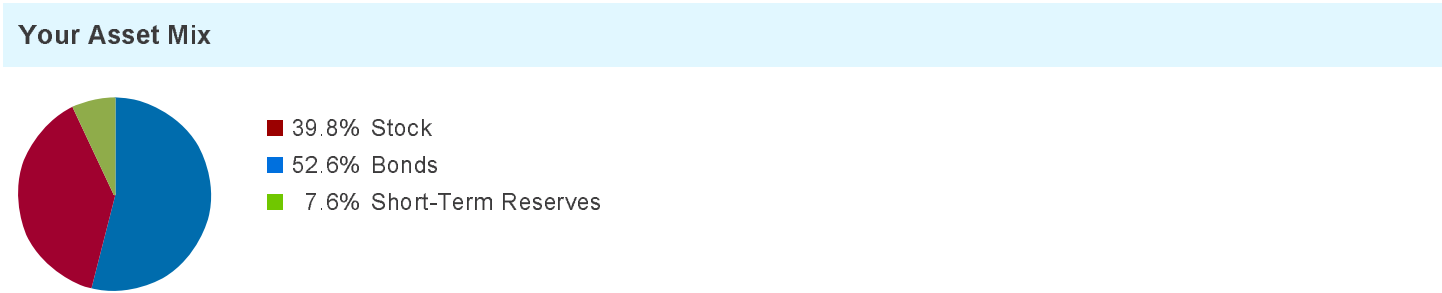 Your Asset Mix
39.8% Stock
52.6% Bonds
7.6% Short-Term Reserves